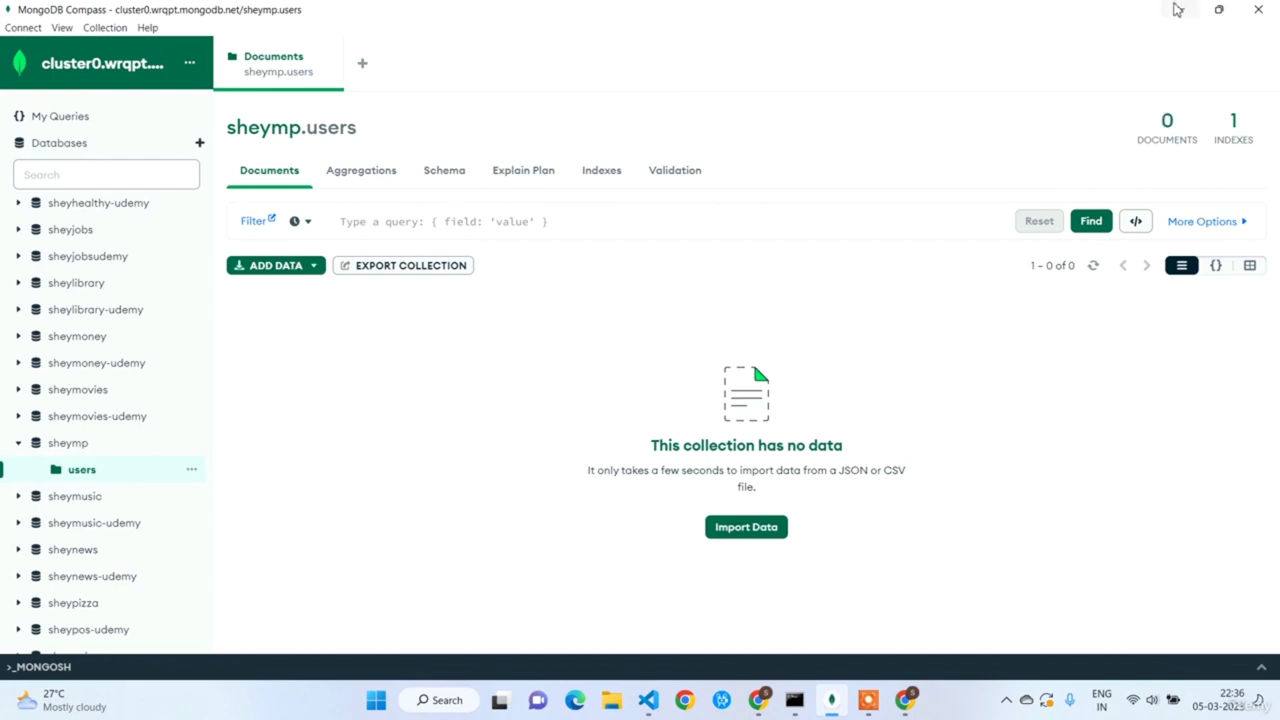 MongoDB Compass - cluster0.wrqpt.mongodb.net/sheymp.users
Connect View Collection Help
cluster0.wrqpt....
Documents
sheymp.users
My Queries
Databases
Search
sheyhealthy-udemy
sheyjobs
sheyjobsudemy
sheylibrary
sheylibrary-udemy
sheymoney
sheymoney-udemy
sheymovies
sheymovies-udemy
sheymp
users
sheymusic
sheymusic-udemy
sheynews
sheynews-udemy
sheypizza
sheypos-udemy
sheymp.users
0
DOCUMENTS
1
INDEXES
Documents Aggregations Schema Explain Plan Indexes Validation
Filter
Type a query: { field: 'value' }
Reset
Find
More Options
ADD DATA
EXPORT COLLECTION
1 – 0 of 0
This collection has no data
It only takes a few seconds to import data from a JSON or CSV
file.
Import Data
>_MONGOSH
27°C
Mostly cloudy
Search
S
S
ENG
IN
22:36
05-03-2023